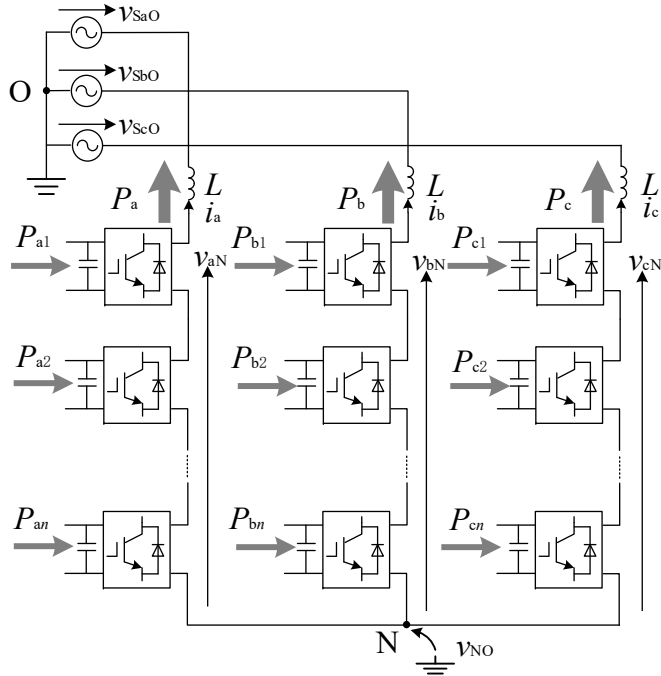 vSaO
vSbO
O
vScO
Pa L Pb L Pc L
ia ib ic
Pa1 vaN Pb1 vbN Pc1 vcN
Pa2 Pb2 Pc2
Pan Pbn Pcn
N vNO